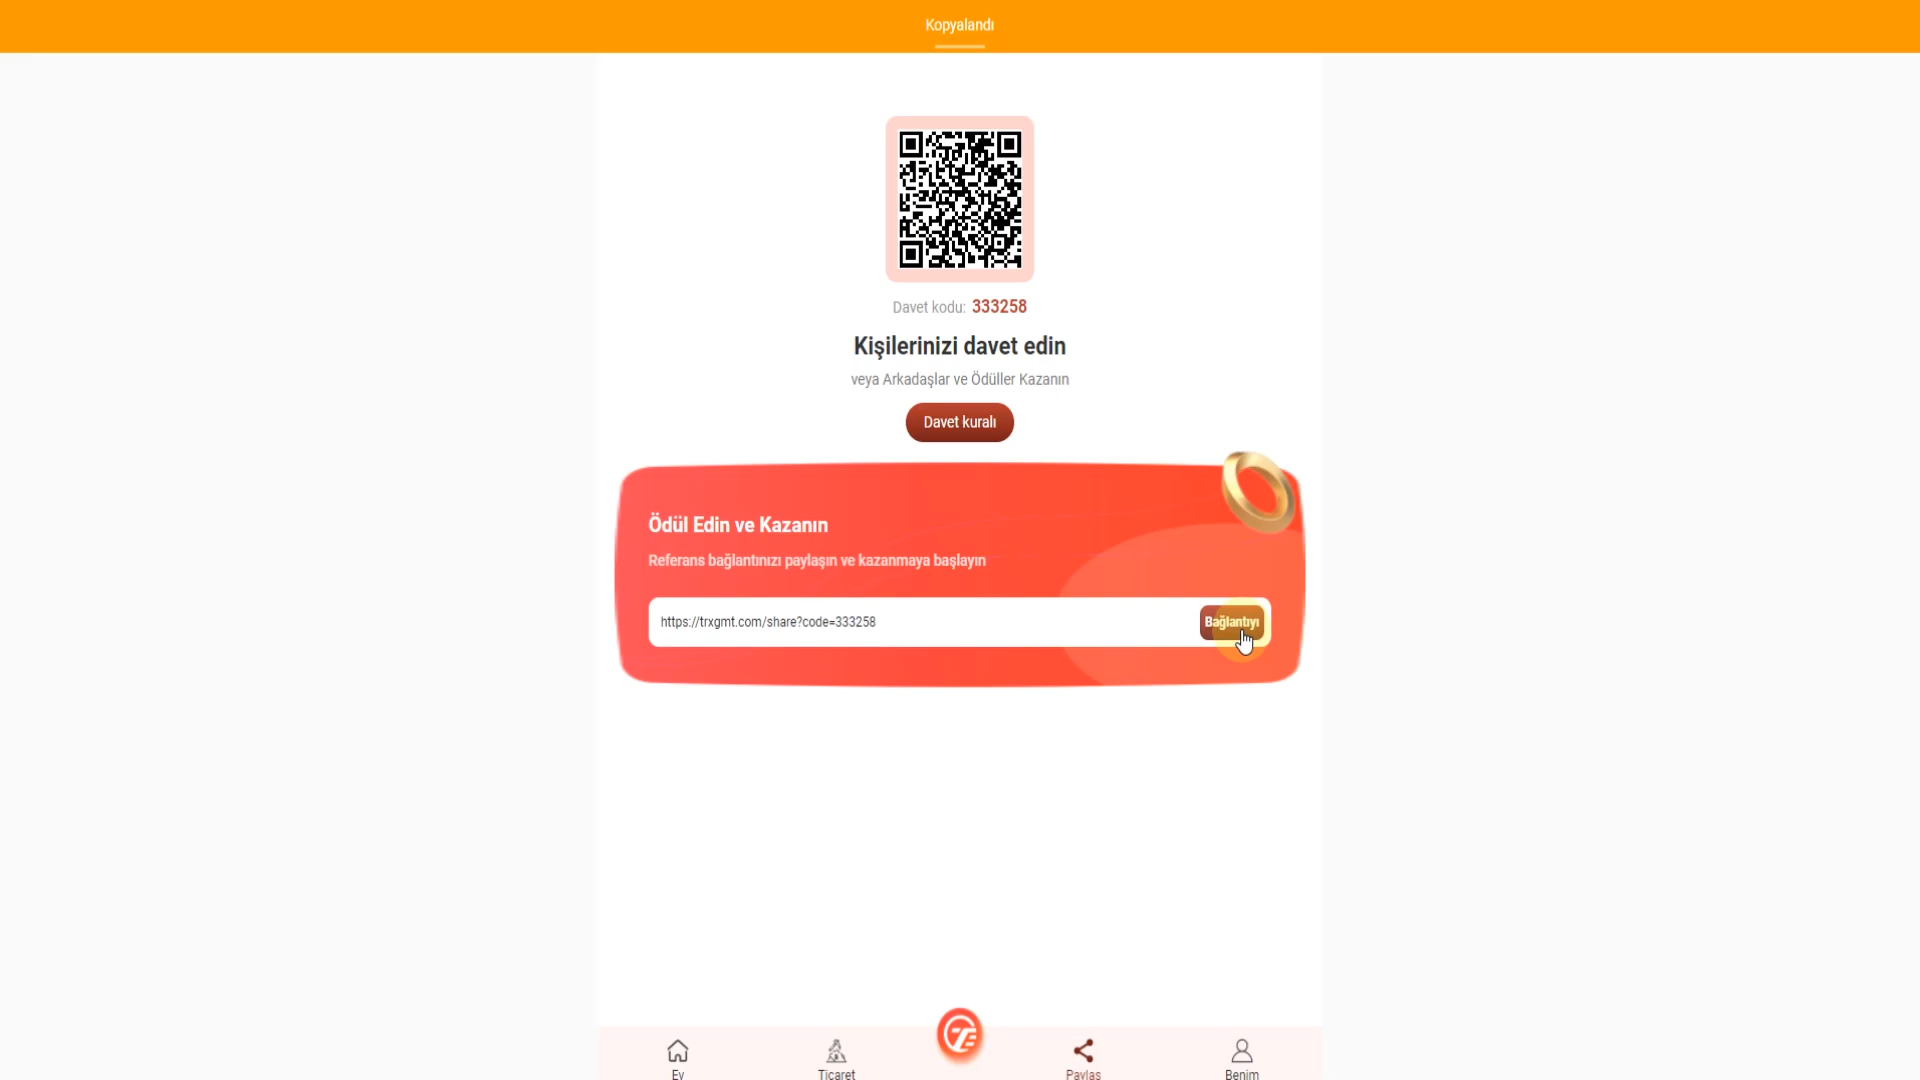 Kopyalandı
Davet kodu: 333258
Kişilerinizi davet edin
veya Arkadaşlar ve Ödüller Kazanın
Davet kuralı
Ödül Edin ve Kazanın
Referans bağlantınızı paylaşın ve kazanmaya başlayın
https://trxgmt.com/share?code=333258
Bağlantıyı
Ev Ticaret Paylaş Benim